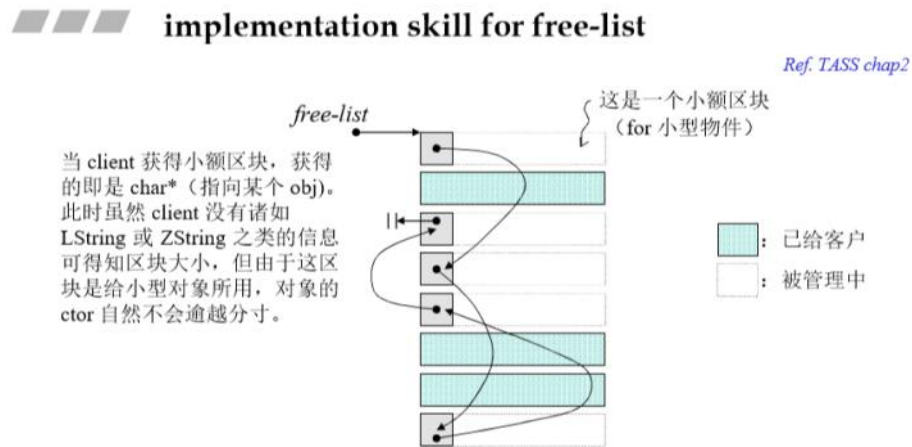 implementation skill for free-list
Ref. TASS chap2
free-list
这是一个小额区块
（for 小型物件）
当 client 获得小额区块，获得
的即是 char*（指向某个 obj)。
此时虽然 client 没有诸如
LString 或 ZString 之类的信息
可得知区块大小，但由于这区
块是给小型对象所用，对象的
ctor 自然不会逾越分寸。
：已给客户
：被管理中